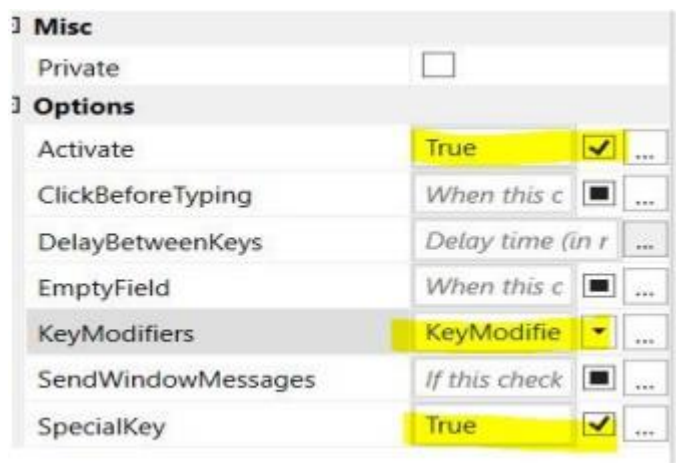 Misc
Private
Options
Activate True ...
ClickBeforeTyping When this c ...
DelayBetweenKeys Delay time (in r ...
EmptyField When this c ...
KeyModifiers KeyModifie ...
SendWindowMessages If this check ...
SpecialKey True ...